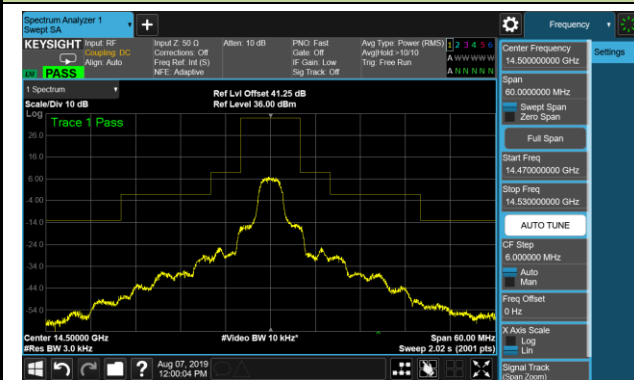 Spectrum Analyzer 1
Swept SA
+
Frequency
KEYSIGHT
Input: RF
Coupling: DC
Align: Auto
Input Z: 50 Ω
Corrections: Off
Freq Ref: Int (S)
NFE: Adaptive
Atten: 10 dB
PNO: Fast
Gate: Off
IF Gain: Low
Sig Track: Off
Avg Type: Power (RMS)
Avg|Hold:>10/10
Trig: Free Run
1 2 3 4 5 6
A W W W W W
A N N N N N
PASS
1 Spectrum
Scale/Div 10 dB
Ref Lvl Offset 41.25 dB
Ref Level 36.00 dBm
Log
Trace 1 Pass
26.0
16.0
6.00
-4.00
-14.0
-24.0
-34.0
-44.0
-54.0
Center 14.50000 GHz
#Res BW 3.0 kHz
#Video BW 10 kHz*
Span 60.00 MHz
Sweep 2.02 s (2001 pts)
Center Frequency
14.500000000 GHz
Settings
Span
60.0000000 MHz
Swept Span
Zero Span
Full Span
Start Freq
14.470000000 GHz
Stop Freq
14.530000000 GHz
AUTO TUNE
CF Step
6.000000 MHz
Auto
Man
Freq Offset
0 Hz
X Axis Scale
Log
Lin
Signal Track
(Span Zoom)
?
Aug 07, 2019
12:00:04 PM